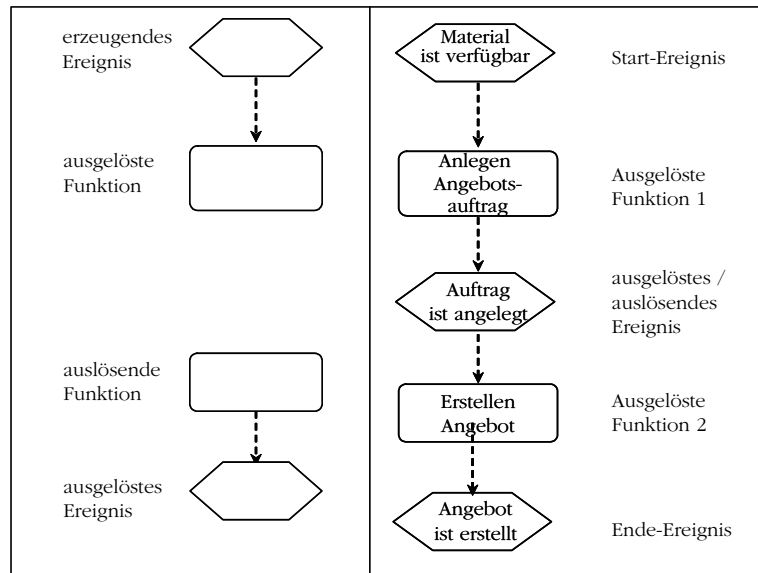 erzeugendes
Ereignis
ausgelöste
Funktion
auslösende
Funktion
ausgelöstes
Ereignis
Material
ist verfügbar
Start-Ereignis
Anlegen
Angebots-
auftrag
Ausgelöste
Funktion 1
Auftrag
ist angelegt
ausgelöstes /
auslösendes
Ereignis
Erstellen
Angebot
Ausgelöste
Funktion 2
Angebot
ist erstellt
Ende-Ereignis